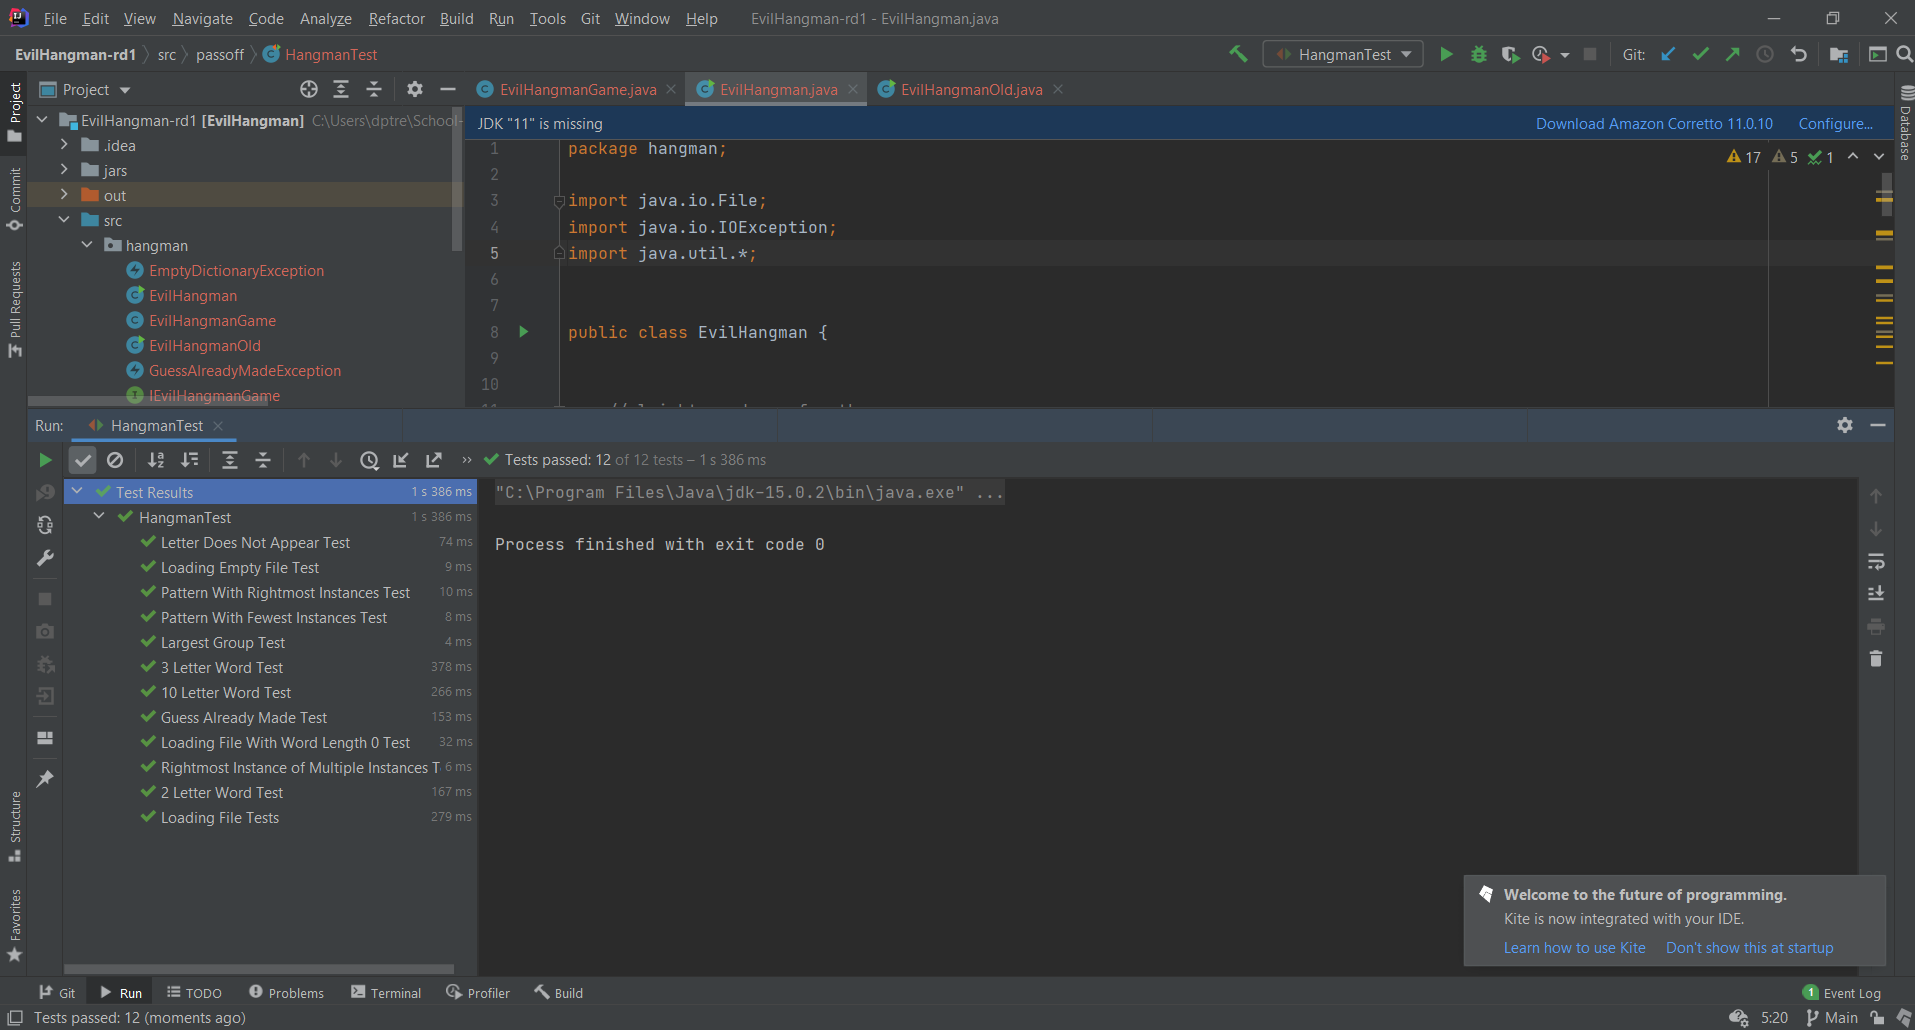 File Edit View Navigate Code Analyze Refactor Build Run Tools Git Window Help EvilHangman-rd1 - EvilHangman.java
EvilHangman-rd1 src passoff HangmanTest HangmanTest Git:
Project EvilHangmanGame.java EvilHangman.java EvilHangmanOld.java
EvilHangman-rd1 [EvilHangman] C:\Users\dptre\School-
.idea
jars
out
src
hangman
EmptyDictionaryException
EvilHangman
EvilHangmanGame
EvilHangmanOld
GuessAlreadyMadeException
IEvilHangmanGame
JDK "11" is missing Download Amazon Corretto 11.0.10 Configure...
17 5 1
1 package hangman;
2
3 import java.io.File;
4 import java.io.IOException;
5 import java.util.*;
6
7
8 public class EvilHangman {
9
10
Project
Commit
Pull Requests
Structure
Favorites
Database
Run: HangmanTest
Tests passed: 12 of 12 tests – 1 s 386 ms
Test Results 1 s 386 ms
HangmanTest 1 s 386 ms
Letter Does Not Appear Test 74 ms
Loading Empty File Test 9 ms
Pattern With Rightmost Instances Test 10 ms
Pattern With Fewest Instances Test 8 ms
Largest Group Test 4 ms
3 Letter Word Test 378 ms
10 Letter Word Test 266 ms
Guess Already Made Test 153 ms
Loading File With Word Length 0 Test 32 ms
Rightmost Instance of Multiple Instances T 6 ms
2 Letter Word Test 167 ms
Loading File Tests 279 ms
"C:\Program Files\Java\jdk-15.0.2\bin\java.exe" ...
Process finished with exit code 0
Welcome to the future of programming.
Kite is now integrated with your IDE.
Learn how to use Kite Don't show this at startup
Git Run TODO Problems Terminal Profiler Build 1 Event Log
Tests passed: 12 (moments ago) 5:20 Main